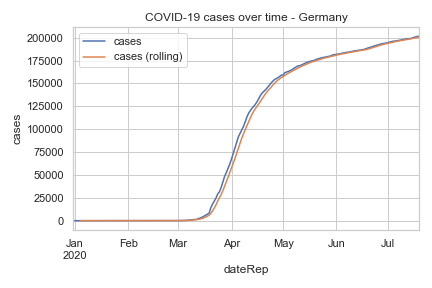 COVID-19 cases over time - Germany
cases
cases (rolling)
200000
175000
150000
125000
100000
75000
50000
25000
0
cases
Jan Feb Mar Apr May Jun Jul
2020
dateRep